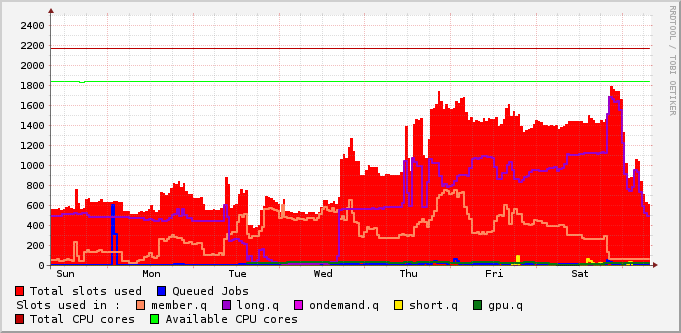 RRDTOOL / TOBI OETIKER
2400
2200
2000
1800
1600
1400
1200
1000
800
600
400
200
0
Sun Mon Tue Wed Thu Fri Sat
Total slots used Queued Jobs
Slots used in : member.q long.q ondemand.q short.q gpu.q
Total CPU cores Available CPU cores